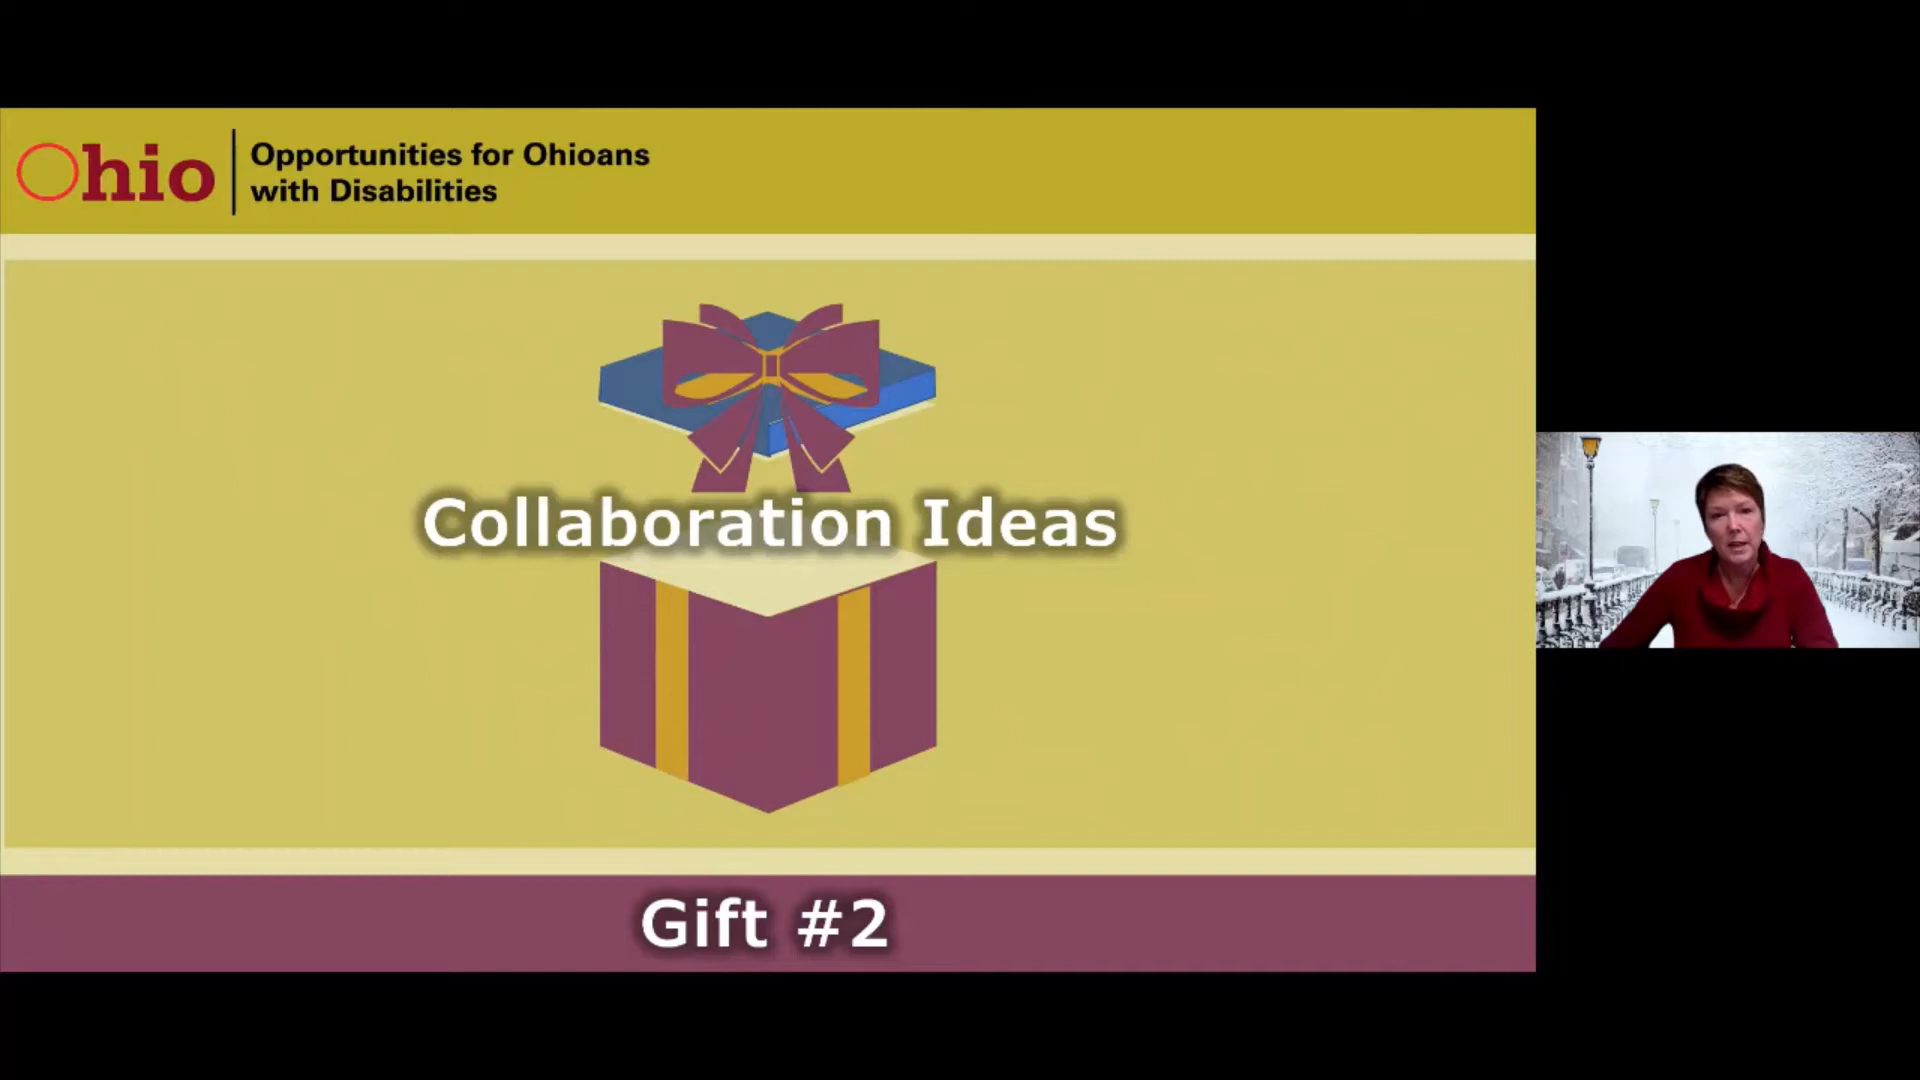 Ohio
Opportunities for Ohioans
with Disabilities
Collaboration Ideas
Gift #2